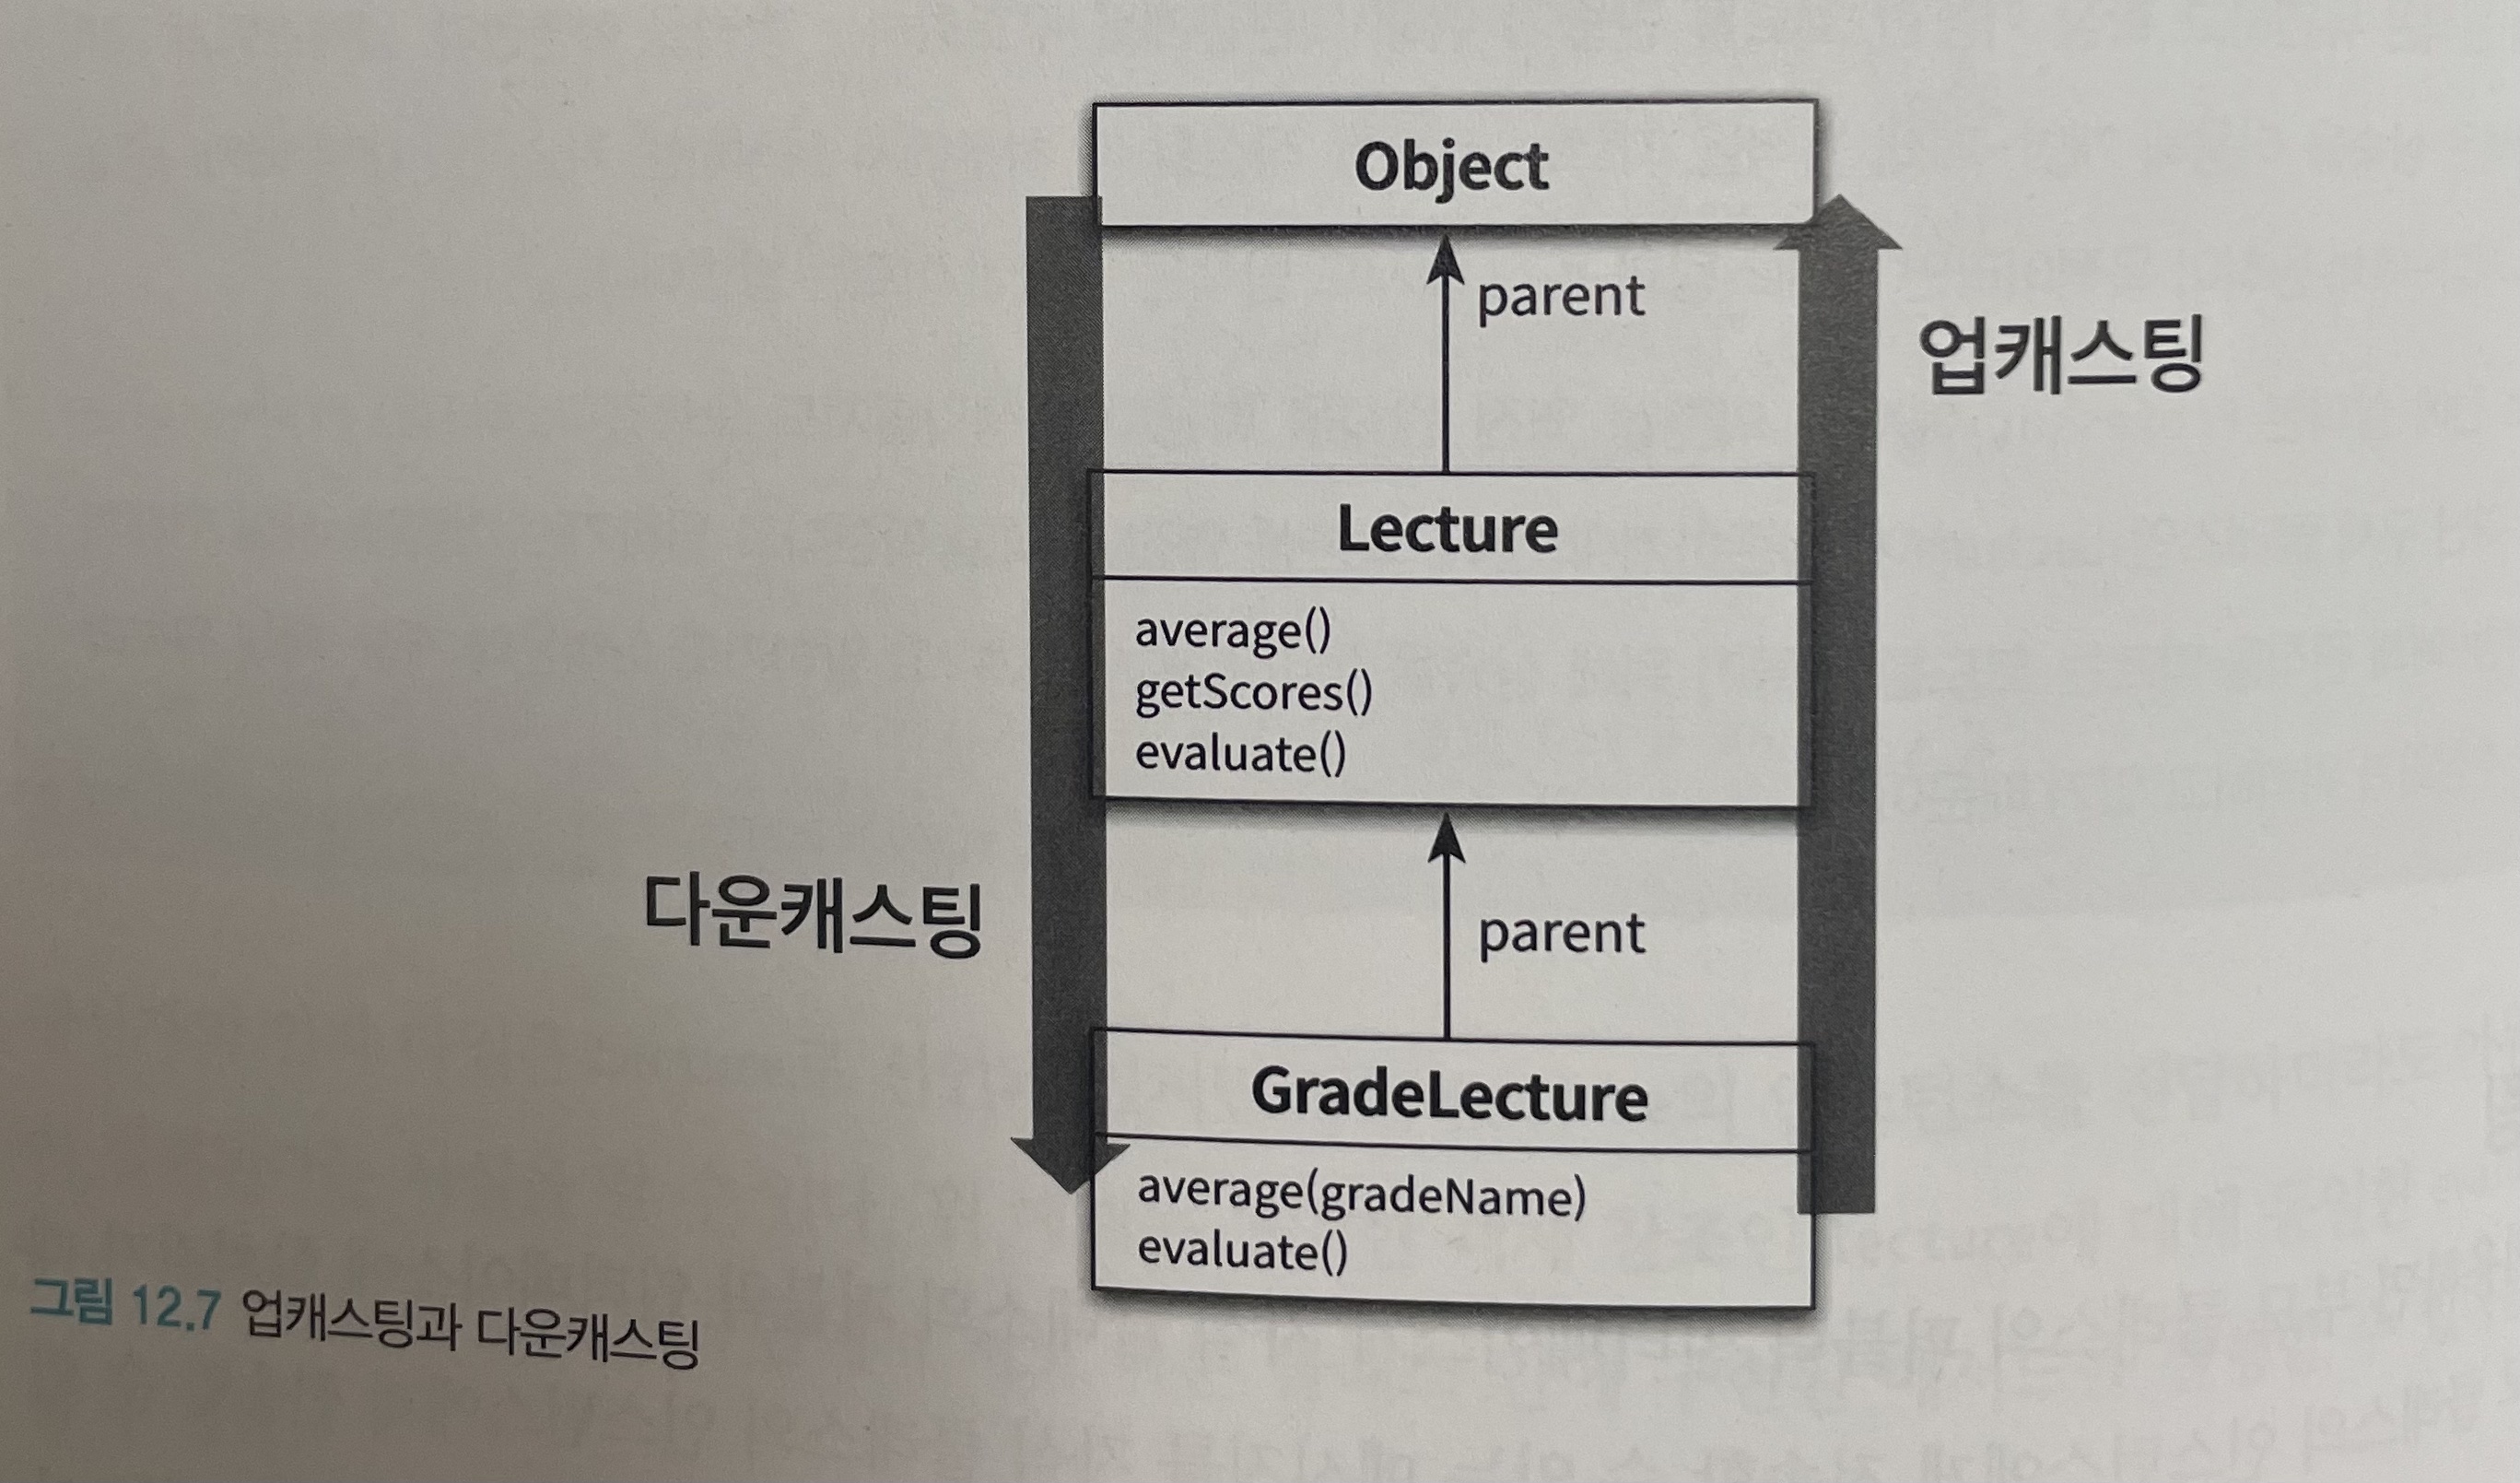 Object
parent
업캐스팅
Lecture
average()
getScores()
evaluate()
다운캐스팅
parent
GradeLecture
average(gradeName)
evaluate()
그림 12.7 업캐스팅과 다운캐스팅